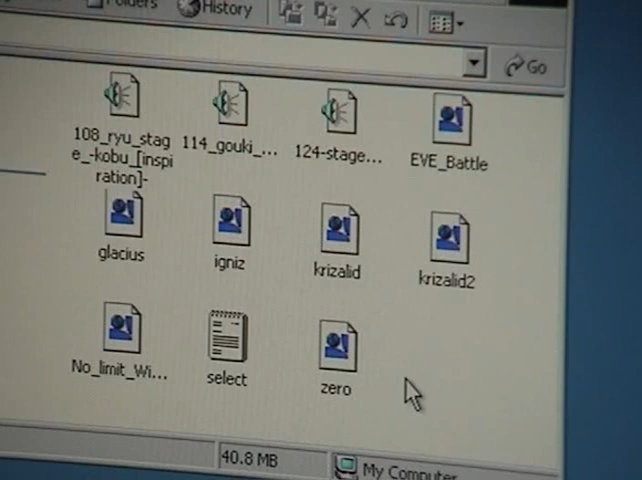 Folders History
Go
108_ryu_stag
e_-kobu_[inspi
ration]-
114_gouki_...
124-stage...
EVE_Battle
glacius
igniz
krizalid
krizalid2
No_limit_Wi...
select
zero
40.8 MB
My Computer